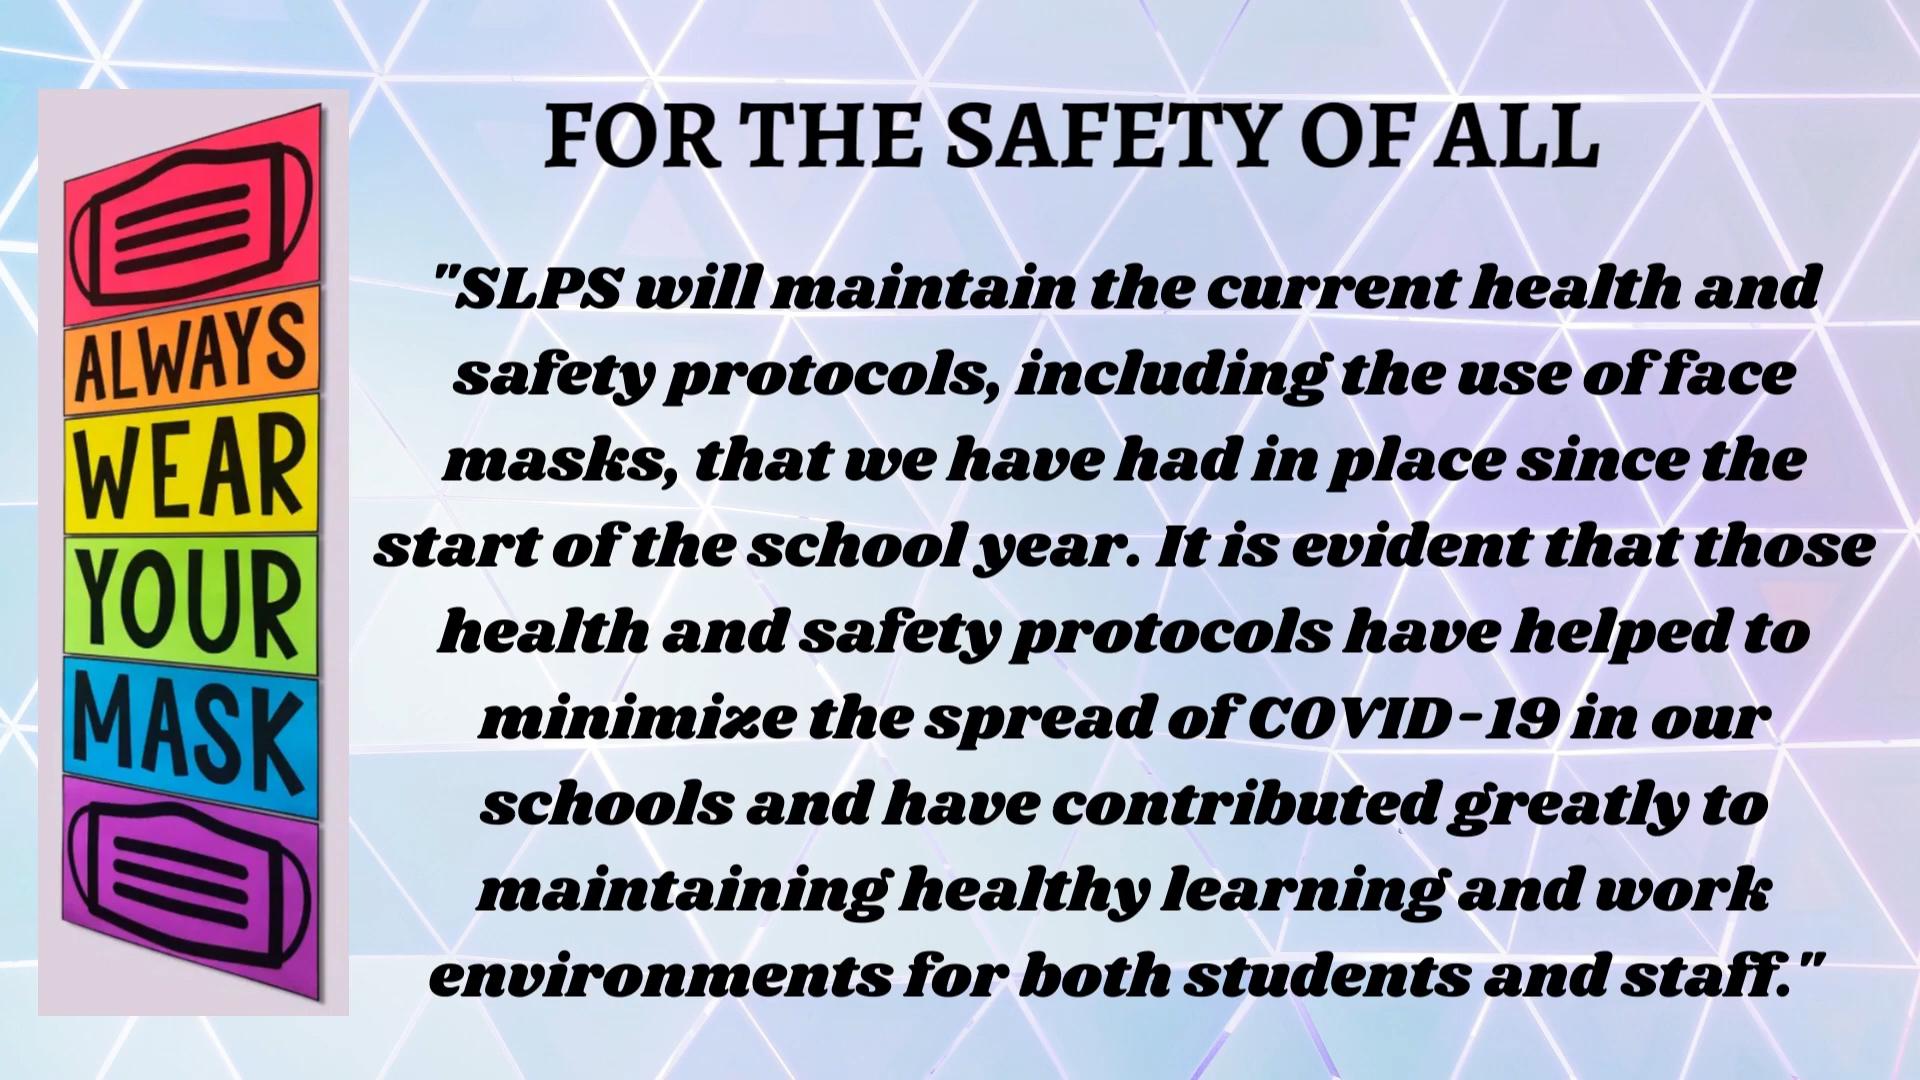 ALWAYS
WEAR
YOUR
MASK
FOR THE SAFETY OF ALL
"SLPS will maintain the current health and
safety protocols, including the use of face
masks, that we have had in place since the
start of the school year. It is evident that those
health and safety protocols have helped to
minimize the spread of COVID-19 in our
schools and have contributed greatly to
maintaining healthy learning and work
environments for both students and staff."